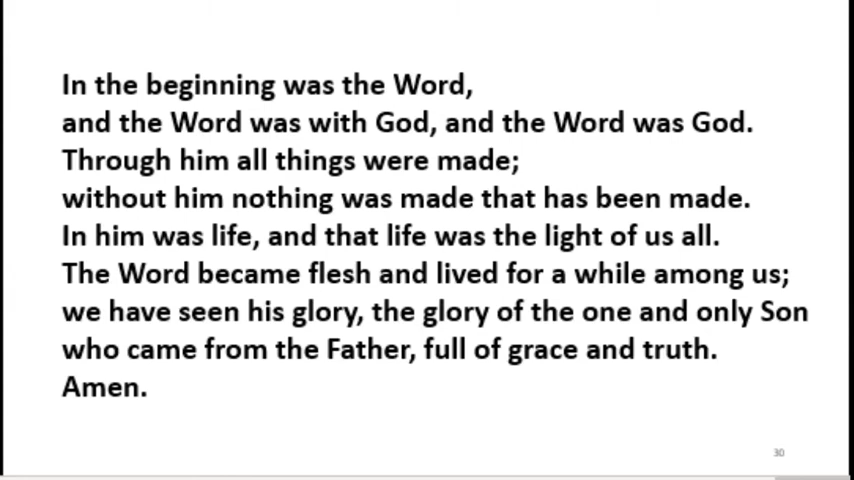 In the beginning was the Word,
and the Word was with God, and the Word was God.
Through him all things were made;
without him nothing was made that has been made.
In him was life, and that life was the light of us all.
The Word became flesh and lived for a while among us;
we have seen his glory, the glory of the one and only Son
who came from the Father, full of grace and truth.
Amen.
30